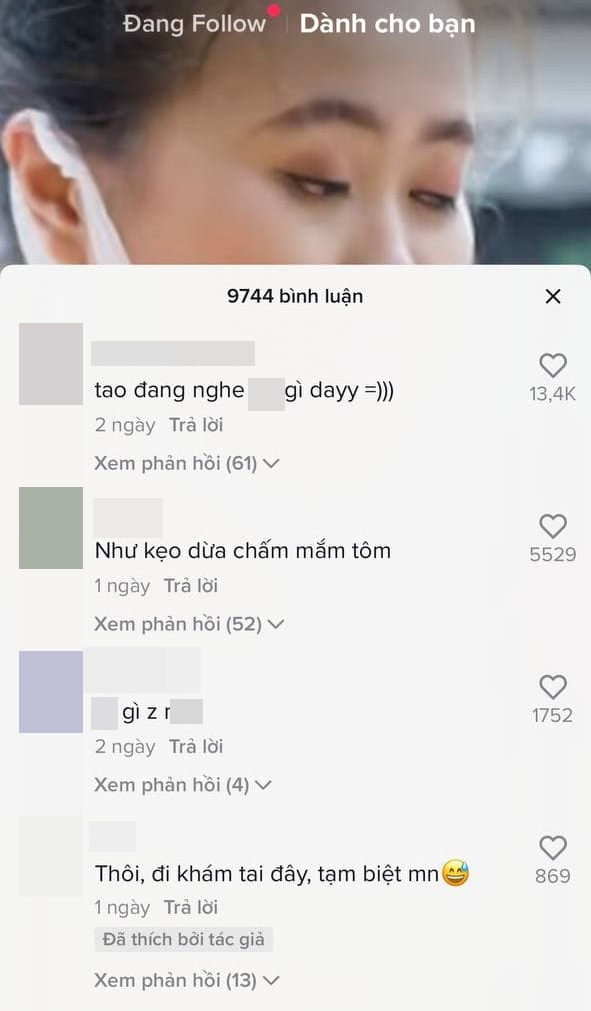 Đang Follow Dành cho bạn
9744 bình luận
tao đang nghe gì dayy =)))
13,4K
2 ngày Trả lời
Xem phản hồi (61)
Như kẹo dừa chấm mắm tôm
5529
1 ngày Trả lời
Xem phản hồi (52)
gì z
1752
2 ngày Trả lời
Xem phản hồi (4)
Thôi, đi khám tai đây, tạm biệt mn😅
869
1 ngày Trả lời
Đã thích bởi tác giả
Xem phản hồi (13)